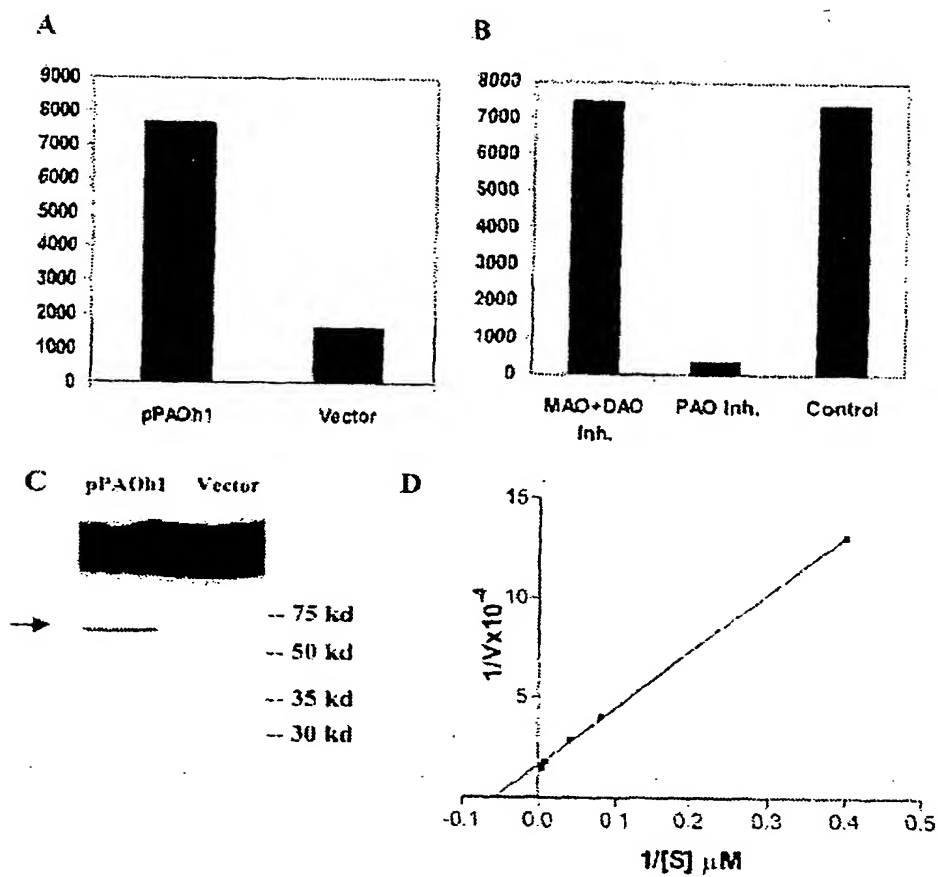 A
9000
8000
7000
6000
5000
4000
3000
2000
1000
0
pPAOh1
Vector
B
8000
7000
6000
5000
4000
3000
2000
1000
0
MAO+DAO
Inh.
PAO Inh.
Control
C
pPAOh1 Vector
-- 75 kd
-- 50 kd
-- 35 kd
-- 30 kd
D
15
10
5
1/Vx10⁻⁴
-0.1 0.0 0.1 0.2 0.3 0.4 0.5
1/[S] µM